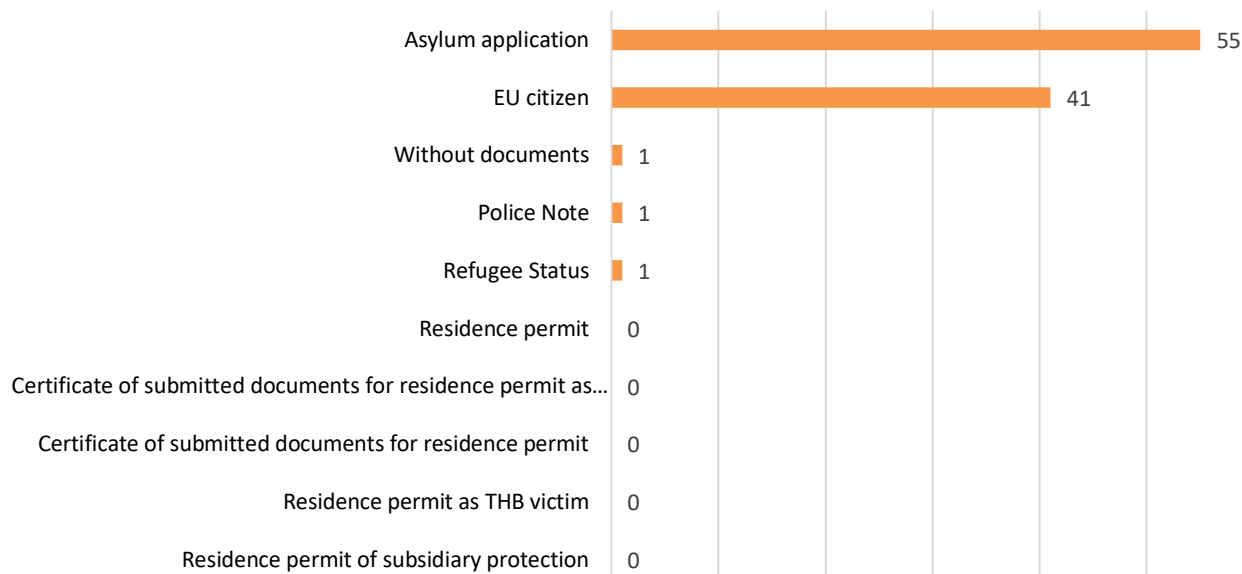 Asylum application 55
EU citizen 41
Without documents 1
Police Note 1
Refugee Status 1
Residence permit 0
Certificate of submitted documents for residence permit as... 0
Certificate of submitted documents for residence permit 0
Residence permit as THB victim 0
Residence permit of subsidiary protection 0